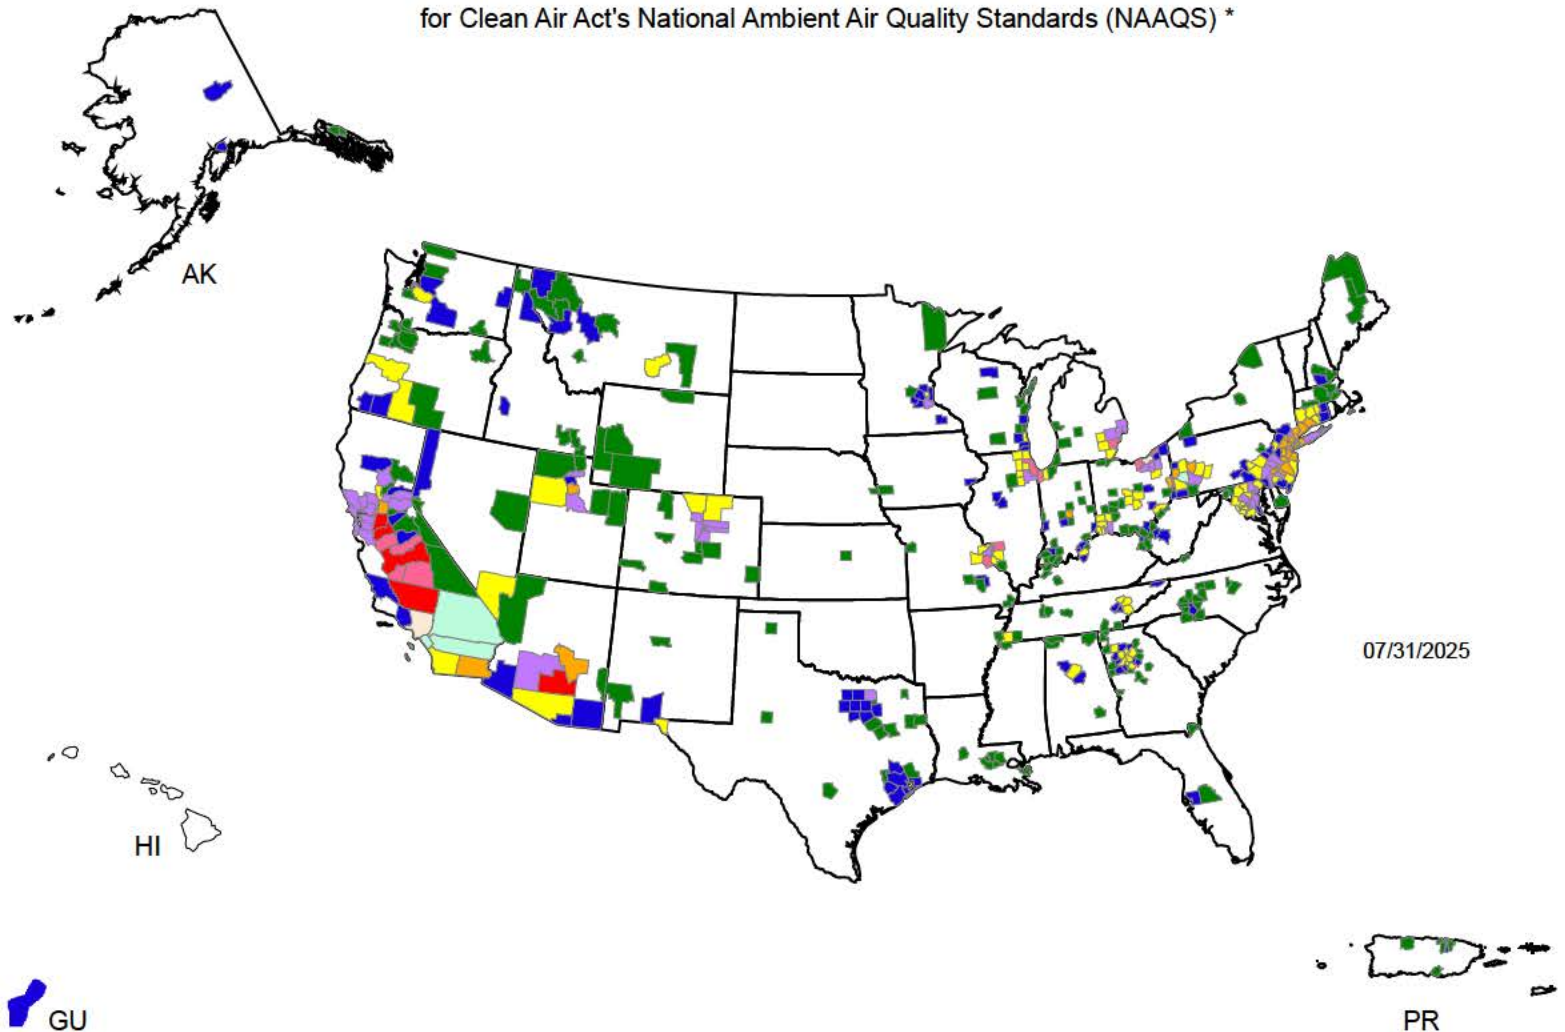 for Clean Air Act's National Ambient Air Quality Standards (NAAQS) *
AK
07/31/2025
HI
GU
PR